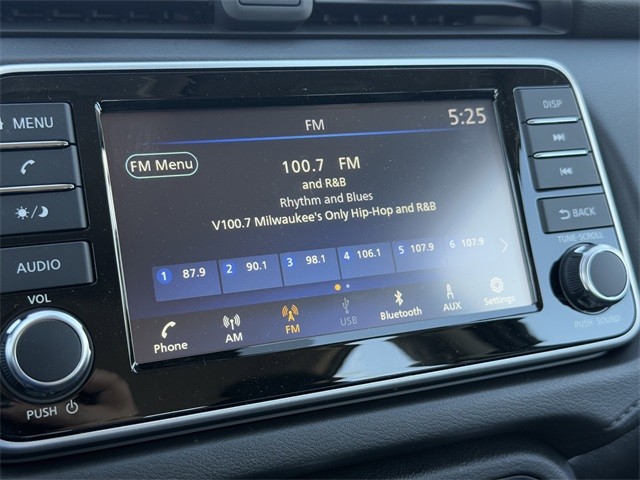 MENU
AUDIO
VOL
PUSH
FM
5:25
FM Menu
100.7 FM
and R&B
Rhythm and Blues
V100.7 Milwaukee's Only Hip-Hop and R&B
1 87.9 2 90.1 3 98.1 4 106.1 5 107.9 6 107.9
Phone AM FM USB Bluetooth AUX Settings
DISP
BACK
TUNE·SCROLL
PUSH SOUND